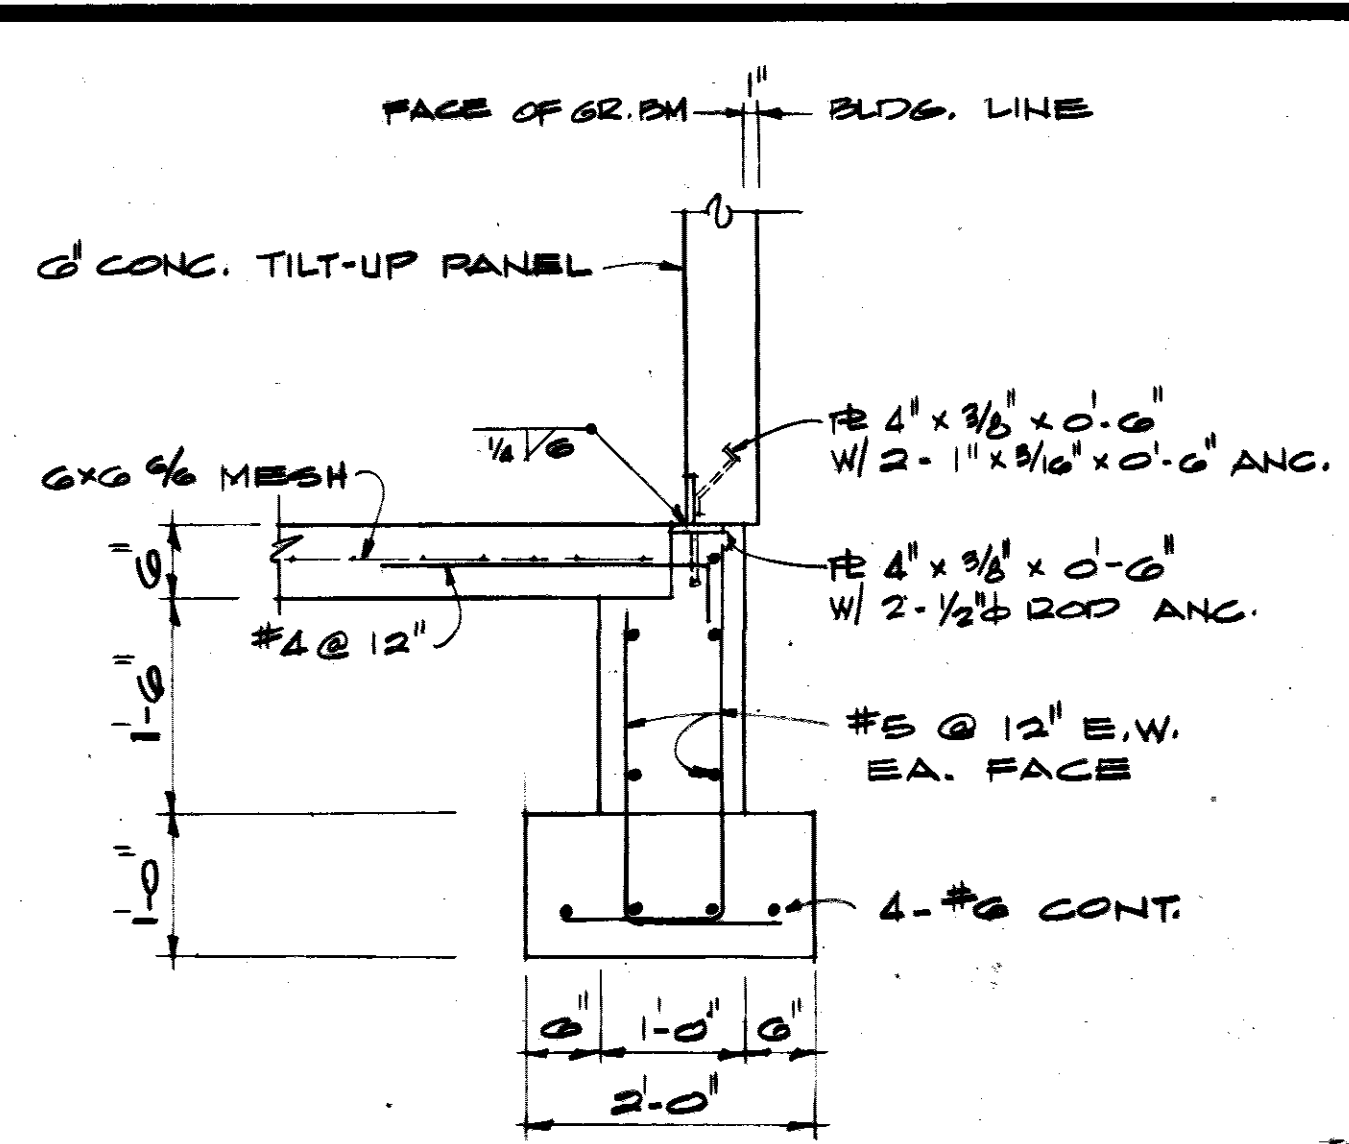 1"
FACE OF GR. BM
BLDG. LINE
6" CONC. TILT-UP PANEL
PL 4" x 3/8" x 0'-6"
W/ 2 - 1" x 3/16" x 0'-6" ANC.
1/4 6
6x6 6/6 MESH
6"
PL 4" x 3/8" x 0'-6"
W/ 2 - 1/2"ϕ ROD ANC.
#4 @ 12"
1'-6"
#5 @ 12" E.W.
EA. FACE
1'-0"
4 - #6 CONT.
6" 1'-0" 6"
2'-0"